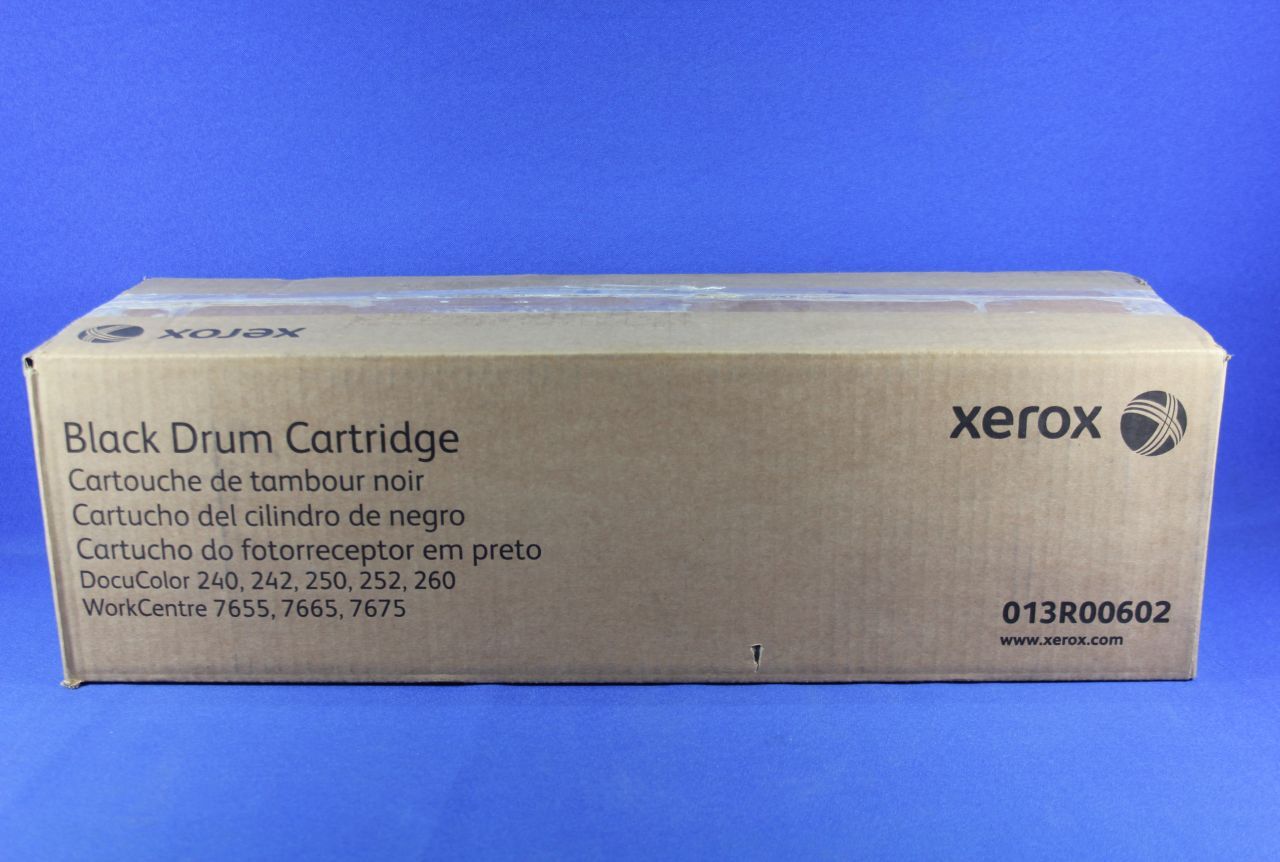 xerox
xerox
Black Drum Cartridge
Cartouche de tambour noir
Cartucho del cilindro de negro
Cartucho do fotorreceptor em preto
DocuColor 240, 242, 250, 252, 260
WorkCentre 7655, 7665, 7675
013R00602
www.xerox.com